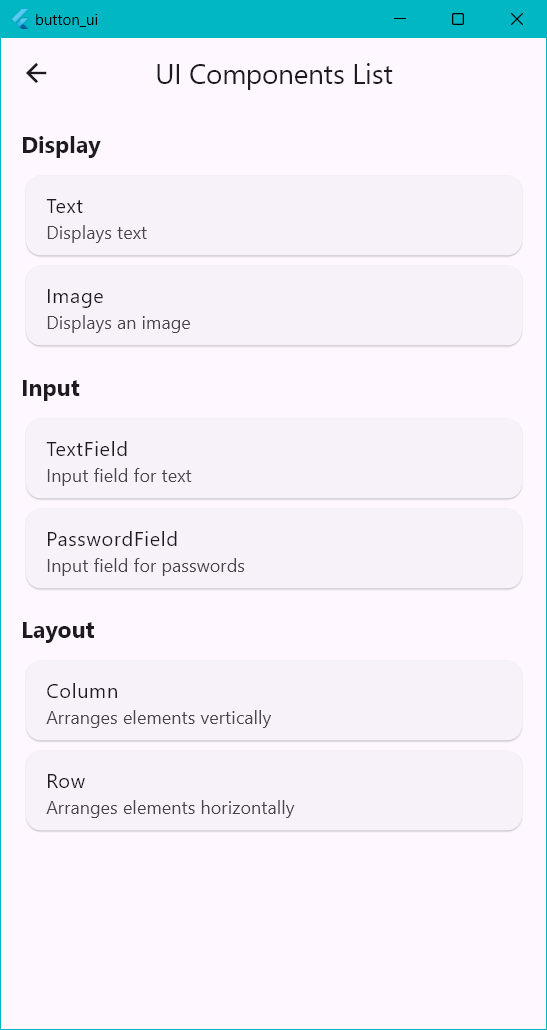 button_ui
UI Components List
Display
Text
Displays text
Image
Displays an image
Input
TextField
Input field for text
PasswordField
Input field for passwords
Layout
Column
Arranges elements vertically
Row
Arranges elements horizontally